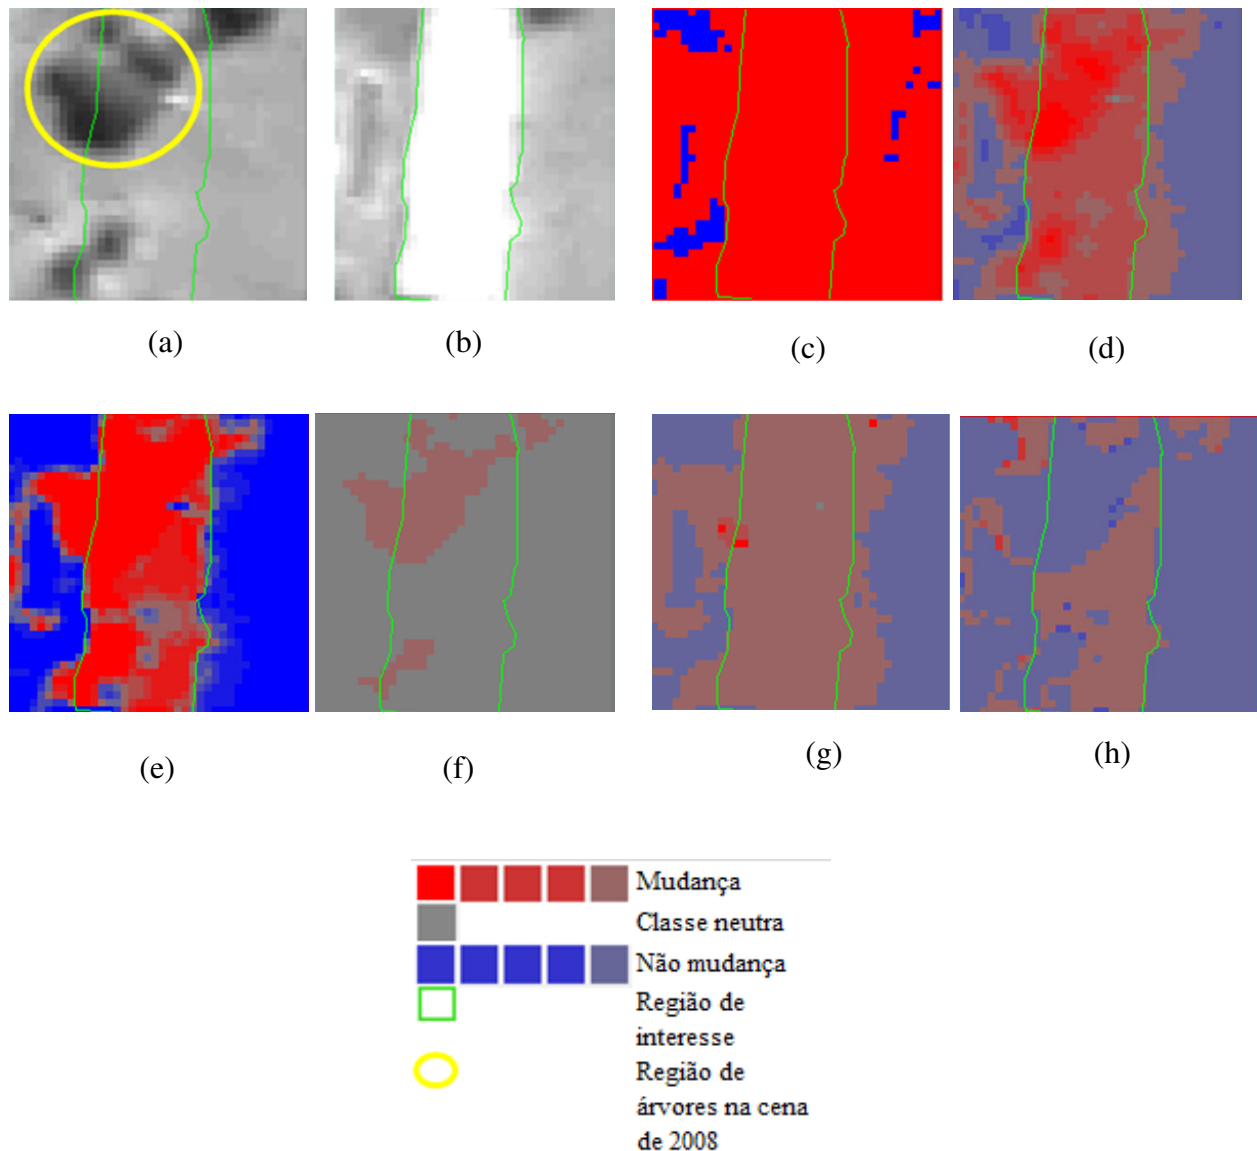 (a)
(b)
(c)
(d)
(e)
(f)
(g)
(h)
Mudança
Classe neutra
Não mudança
Região de
interesse
Região de
árvores na cena
de 2008